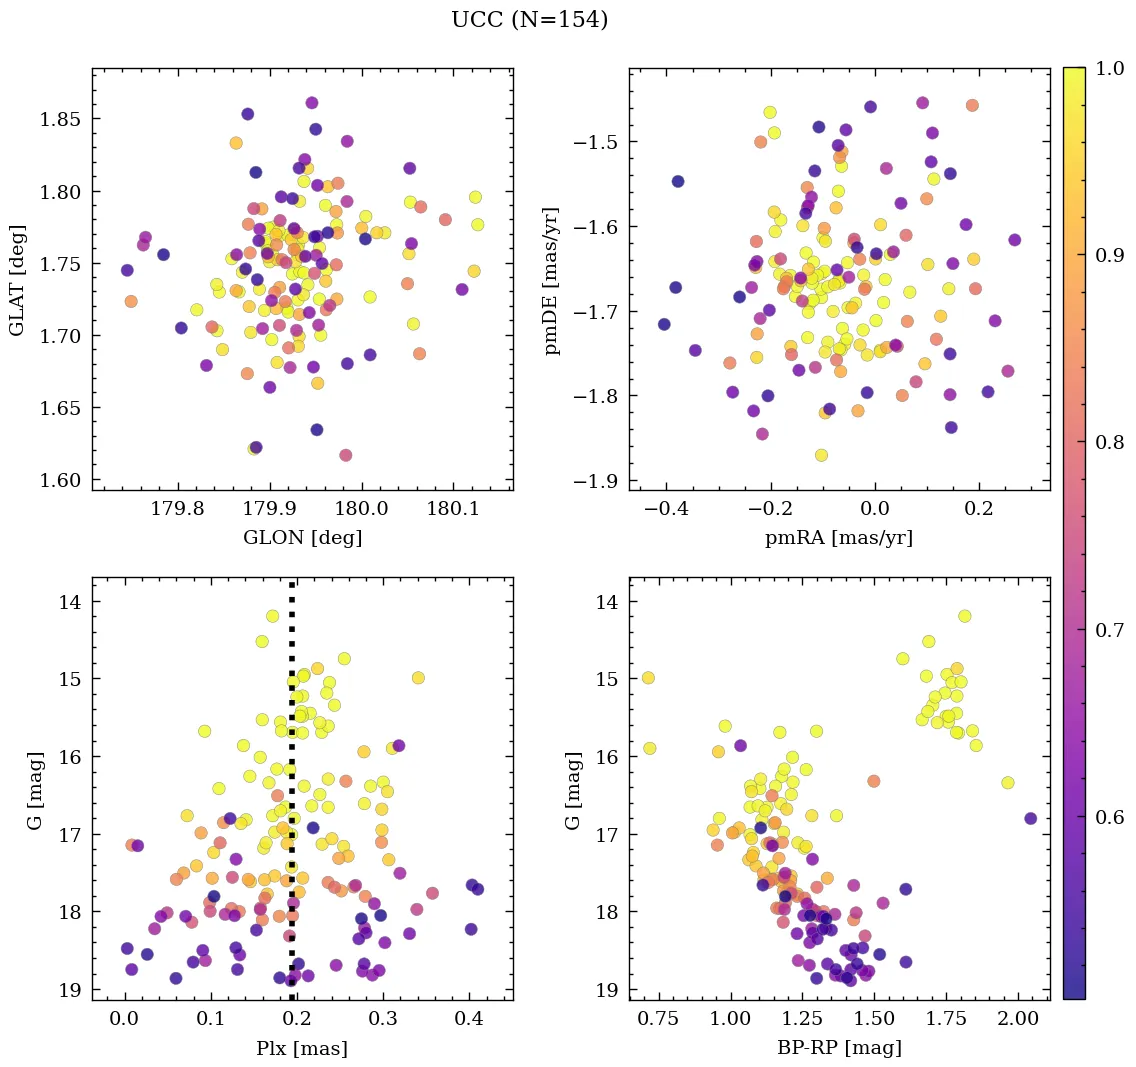 UCC (N=154)
1.85
1.80
1.75
1.70
1.65
1.60
GLAT [deg]
179.8 179.9 180.0 180.1
GLON [deg]
−1.5
−1.6
−1.7
−1.8
−1.9
pmDE [mas/yr]
−0.4 −0.2 0.0 0.2
pmRA [mas/yr]
14
15
16
17
18
19
G [mag]
0.0 0.1 0.2 0.3 0.4
Plx [mas]
14
15
16
17
18
19
G [mag]
0.75 1.00 1.25 1.50 1.75 2.00
BP-RP [mag]
1.0
0.9
0.8
0.7
0.6